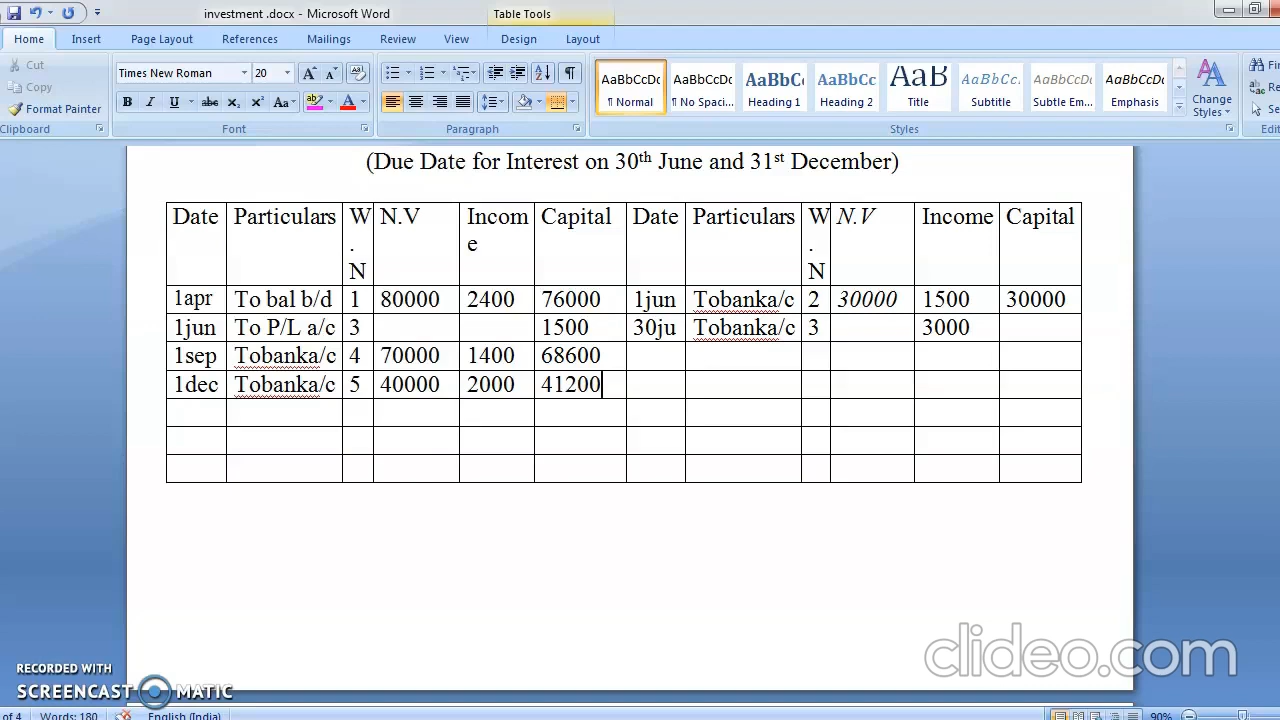 investment .docx - Microsoft Word
Table Tools
Home Insert Page Layout References Mailings Review View Design Layout
Cut
Copy
Format Painter
Clipboard
Times New Roman 20
Font
Paragraph
AaBbCcDc AaBbCcDc AaBbCc AaBbCc AaB AaBbCc. AaBbCcDc AaBbCcDc
¶ Normal ¶ No Spaci... Heading 1 Heading 2 Title Subtitle Subtle Em... Emphasis
Change
Styles
Styles
(Due Date for Interest on 30th June and 31st December)
Date Particulars W. N N.V Income Capital Date Particulars W. N N.V Income Capital
1apr To bal b/d 1 80000 2400 76000 1jun Tobanka/c 2 30000 1500 30000
1jun To P/L a/c 3 1500 30ju Tobanka/c 3 3000
1sep Tobanka/c 4 70000 1400 68600
1dec Tobanka/c 5 40000 2000 41200
clideo.com
RECORDED WITH
SCREENCAST MATIC
of 4 Words: 180 English (India) 90%